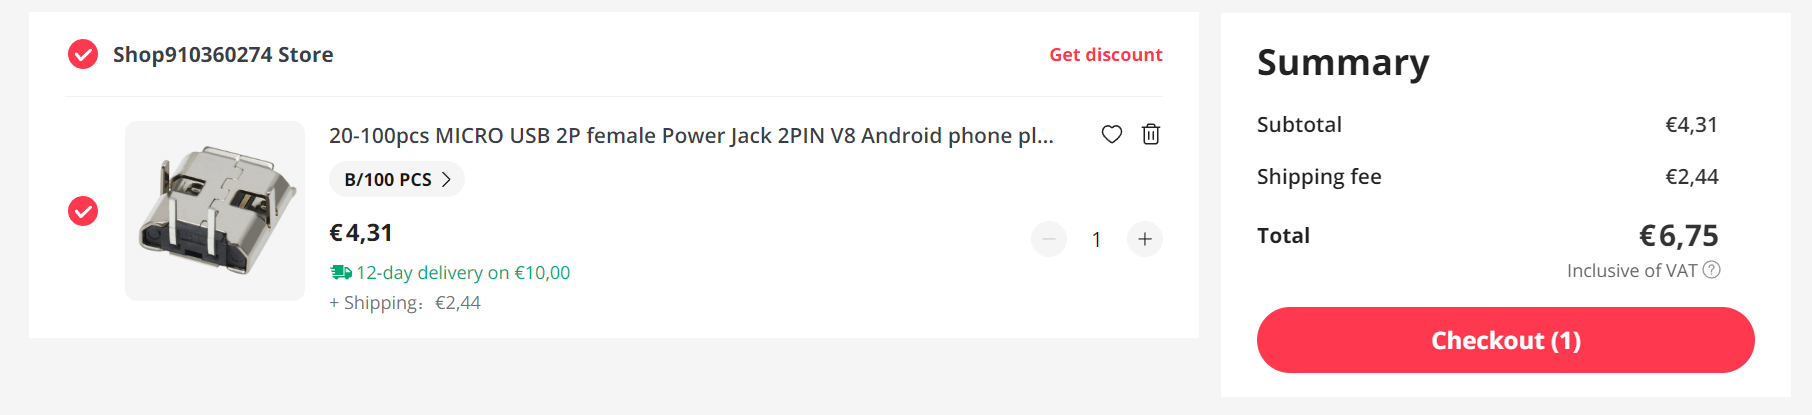 Shop910360274 Store
Get discount
20-100pcs MICRO USB 2P female Power Jack 2PIN V8 Android phone pl...
B/100 PCS
€4,31
1
12-day delivery on €10,00
+ Shipping: €2,44
Summary
Subtotal €4,31
Shipping fee €2,44
Total €6,75
Inclusive of VAT ?
Checkout (1)